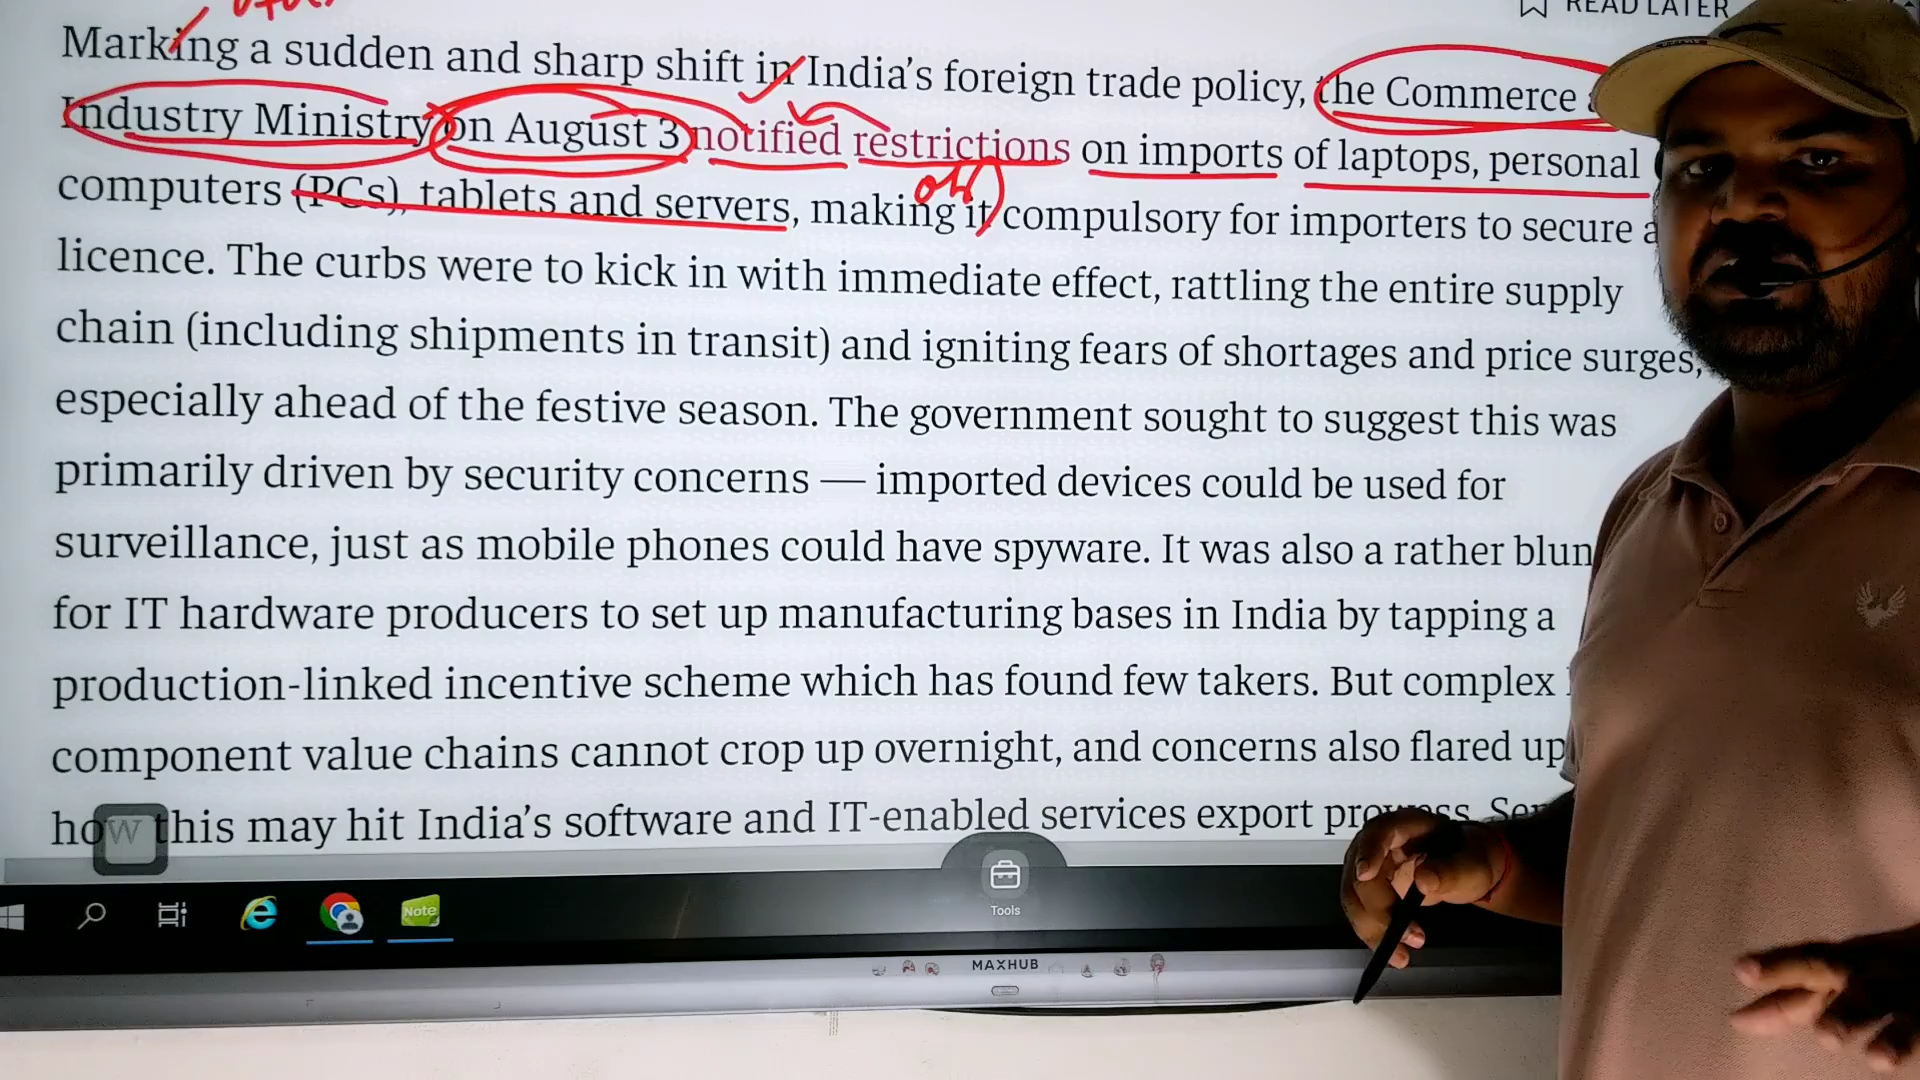 READ LATER
Marking a sudden and sharp shift in India's foreign trade policy, the Commerce
Industry Ministry on August 3 notified restrictions on imports of laptops, personal
computers (PCs), tablets and servers, making it compulsory for importers to secure a
licence. The curbs were to kick in with immediate effect, rattling the entire supply
chain (including shipments in transit) and igniting fears of shortages and price surges,
especially ahead of the festive season. The government sought to suggest this was
primarily driven by security concerns — imported devices could be used for
surveillance, just as mobile phones could have spyware. It was also a rather blun
for IT hardware producers to set up manufacturing bases in India by tapping a
production-linked incentive scheme which has found few takers. But complex
component value chains cannot crop up overnight, and concerns also flared up
how this may hit India's software and IT-enabled services export prowess. Ser
Note
Tools
MAXHUB